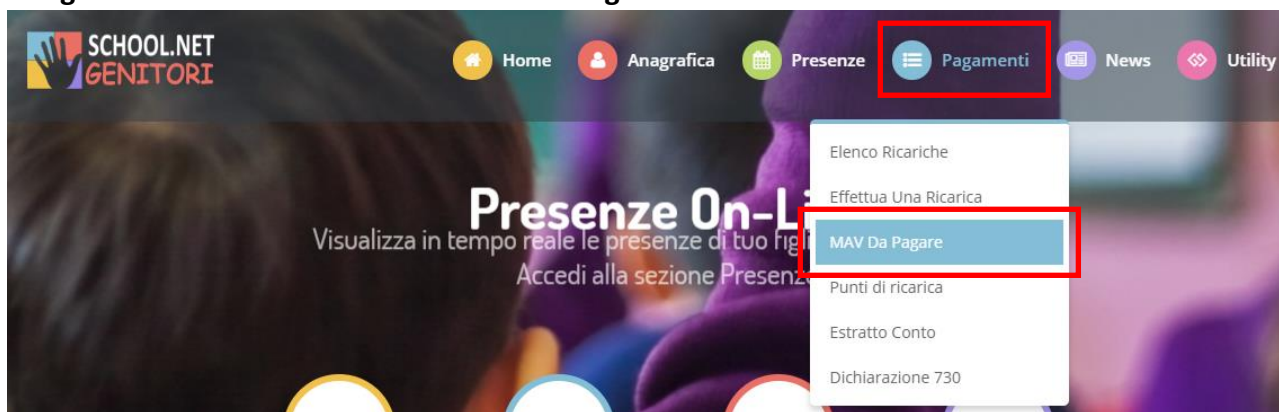 SCHOOL.NET
GENITORI
Home
Anagrafica
Presenze
Pagamenti
News
Utility
Elenco Ricariche
Effettua Una Ricarica
MAV Da Pagare
Punti di ricarica
Estratto Conto
Dichiarazione 730
Presenze On-Li
Visualizza in tempo reale le presenze di tuo figli
Accedi alla sezione Presenz